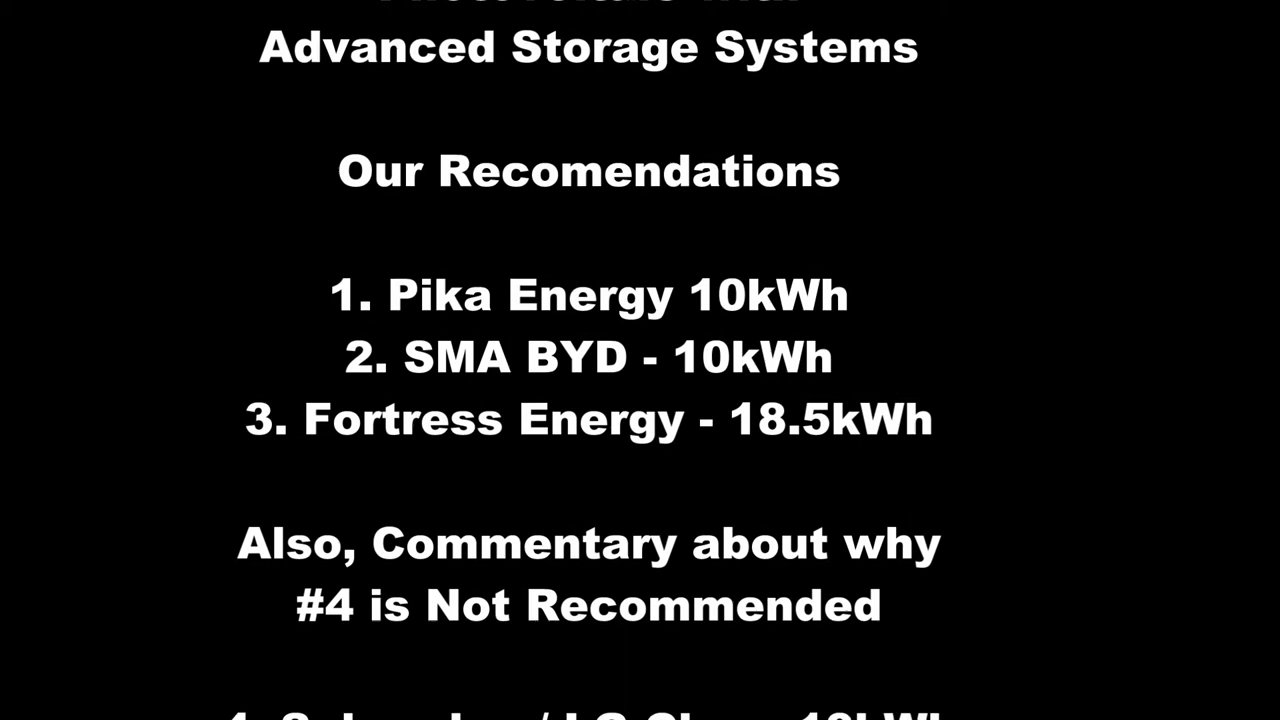 Advanced Storage Systems
Our Recomendations
1. Pika Energy 10kWh
2. SMA BYD - 10kWh
3. Fortress Energy - 18.5kWh
Also, Commentary about why
#4 is Not Recommended